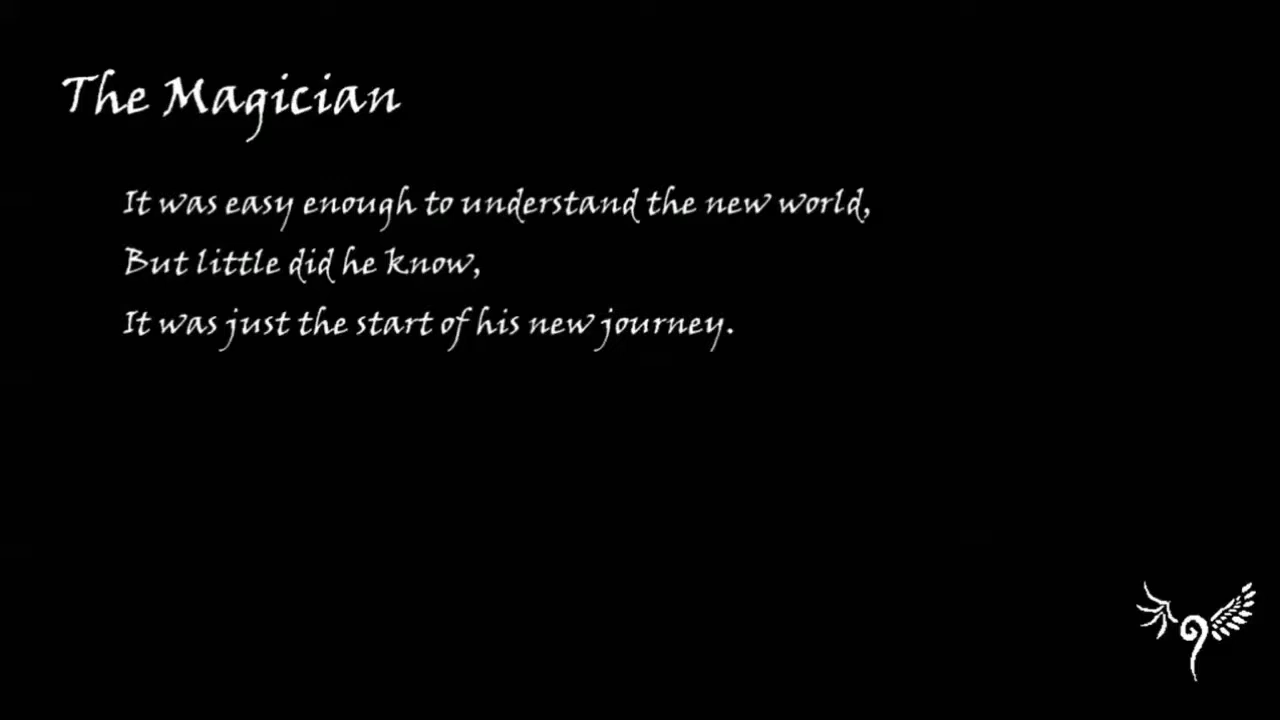 The Magician
It was easy enough to understand the new world,
But little did he know,
It was just the start of his new journey.